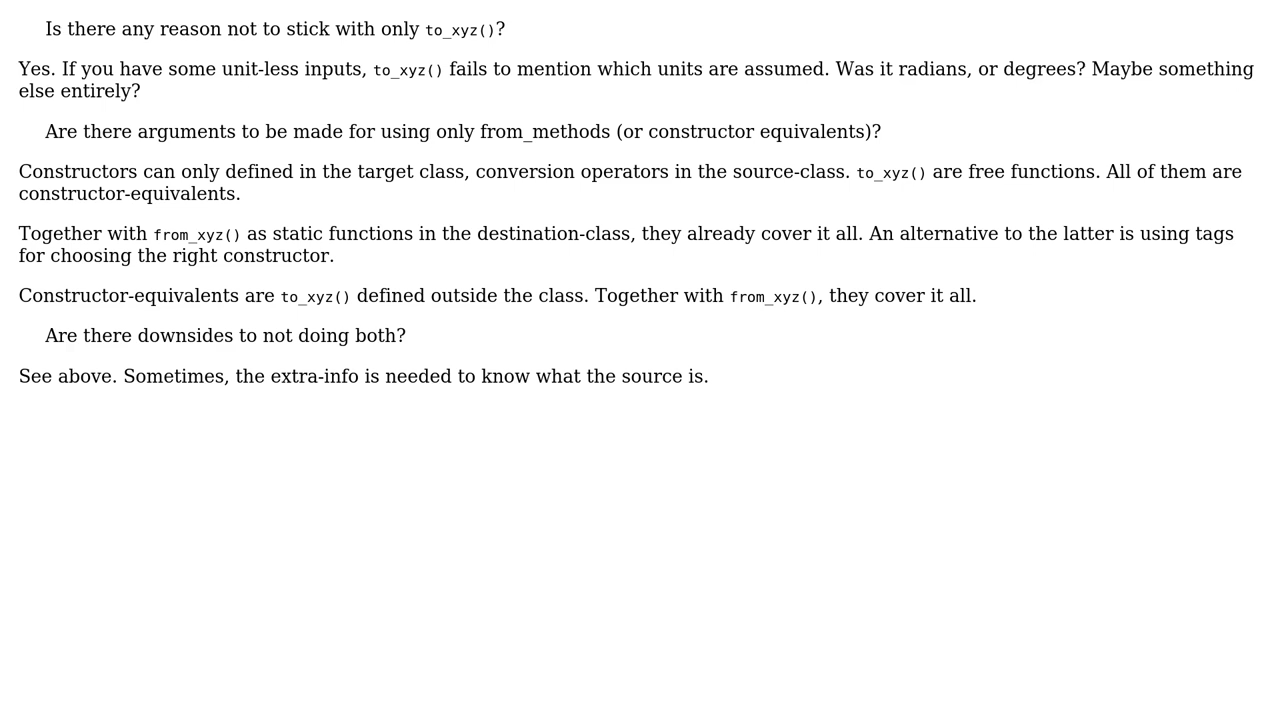 Is there any reason not to stick with only to_xyz()?
Yes. If you have some unit-less inputs, to_xyz() fails to mention which units are assumed. Was it radians, or degrees? Maybe something
else entirely?
Are there arguments to be made for using only from_methods (or constructor equivalents)?
Constructors can only defined in the target class, conversion operators in the source-class. to_xyz() are free functions. All of them are
constructor-equivalents.
Together with from_xyz() as static functions in the destination-class, they already cover it all. An alternative to the latter is using tags
for choosing the right constructor.
Constructor-equivalents are to_xyz() defined outside the class. Together with from_xyz(), they cover it all.
Are there downsides to not doing both?
See above. Sometimes, the extra-info is needed to know what the source is.